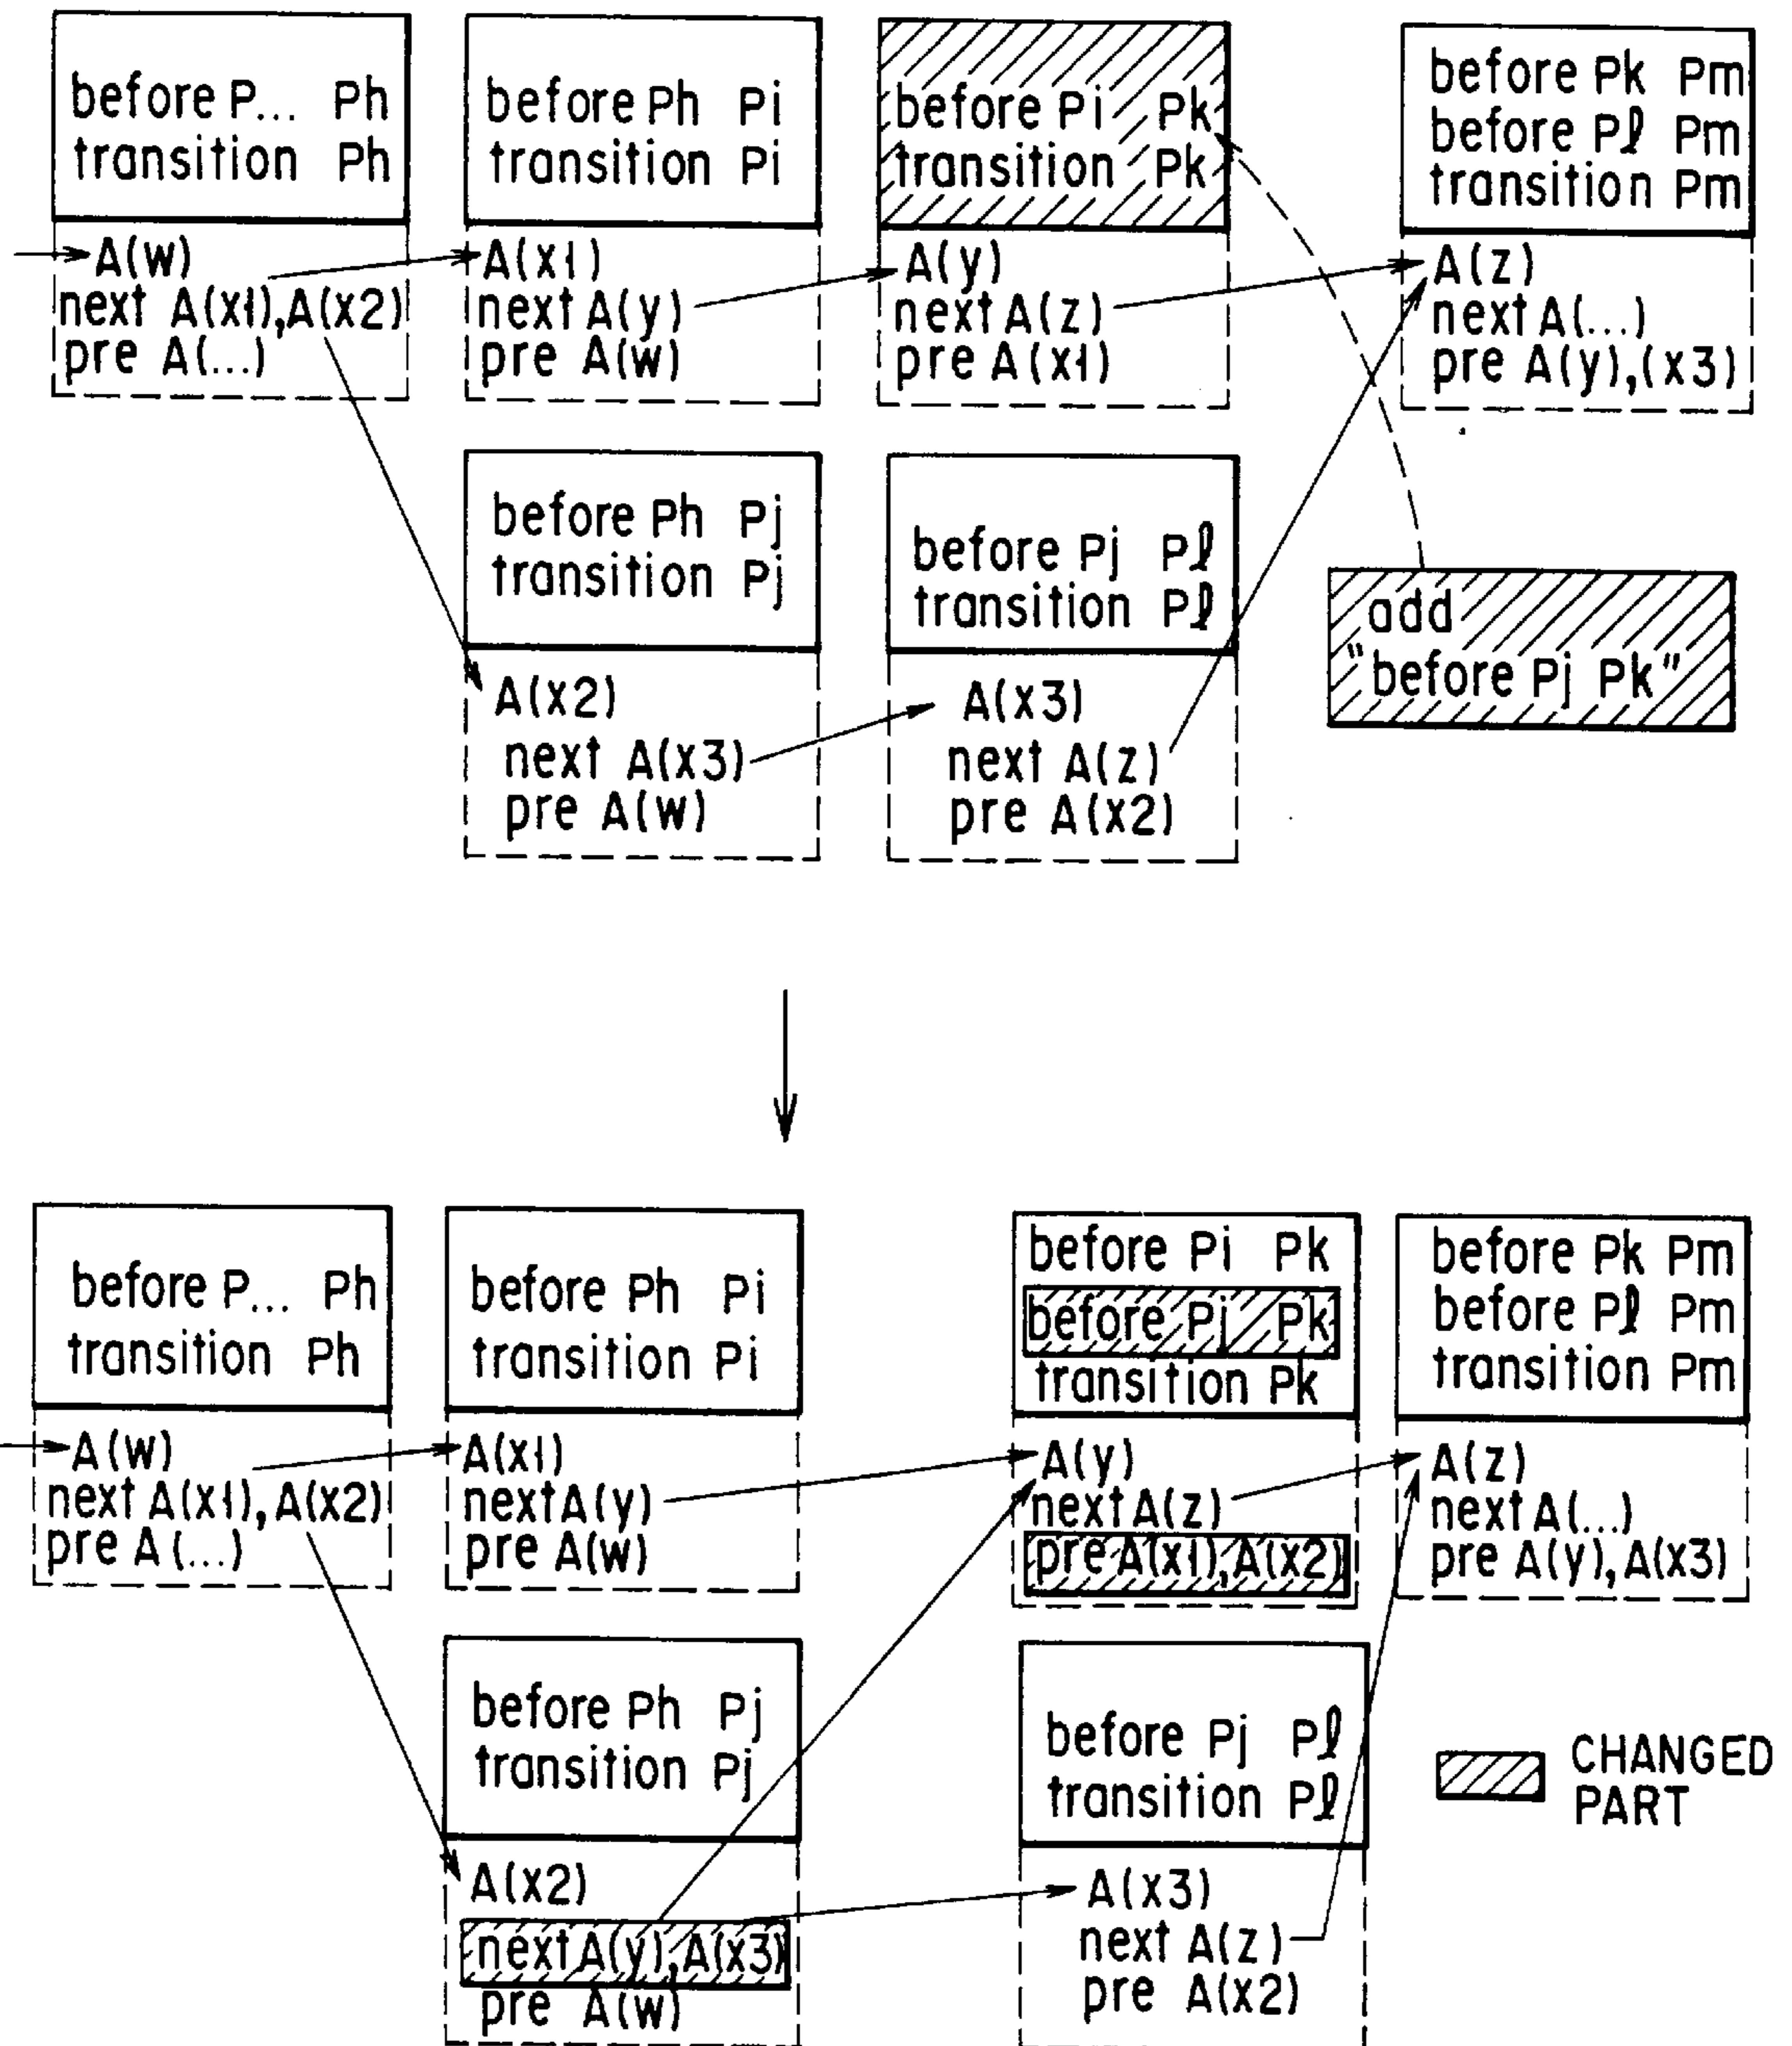 before P... Ph
transition Ph
A(w)
next A(x1),A(x2)
pre A(...)
before Ph Pi
transition Pi
A(x1)
next A(y)
pre A(w)
before Pi Pk
transition Pk
A(y)
next A(z)
pre A(x1)
before Pk Pm
before Pl Pm
transition Pm
A(z)
next A(...)
pre A(y),(x3)
before Ph Pj
transition Pj
A(x2)
next A(x3)
pre A(w)
before Pj Pl
transition Pl
A(x3)
next A(z)
pre A(x2)
add
"before Pj Pk"
before P... Ph
transition Ph
A(w)
next A(x1),A(x2)
pre A(...)
before Ph Pi
transition Pi
A(x1)
next A(y)
pre A(w)
before Pi Pk
before Pj Pk
transition Pk
A(y)
next A(z)
pre A(x1),A(x2)
before Pk Pm
before Pl Pm
transition Pm
A(z)
next A(...)
pre A(y),A(x3)
before Ph Pj
transition Pj
A(x2)
next A(y),A(x3)
pre A(w)
before Pj Pl
transition Pl
A(x3)
next A(z)
pre A(x2)
CHANGED
PART